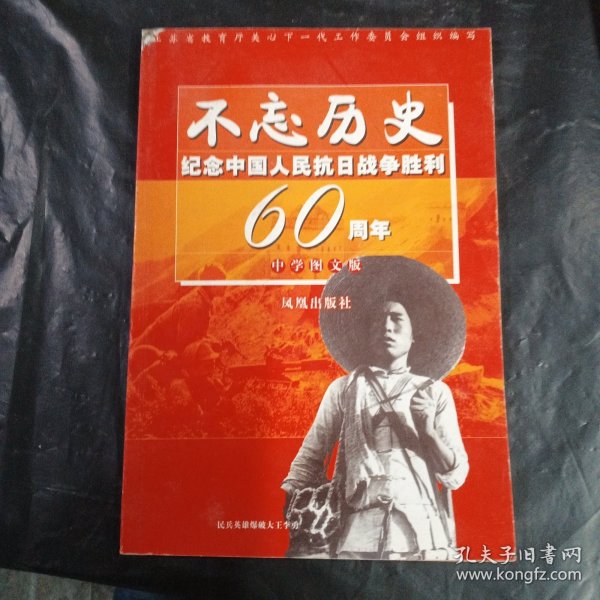 苏省教育厅关心下一代工作委员会组织编写
不忘历史
纪念中国人民抗日战争胜利
60周年
中学图文版
凤凰出版社
民兵英雄爆破大王李勇
孔夫子旧书网
www.kongfz.com